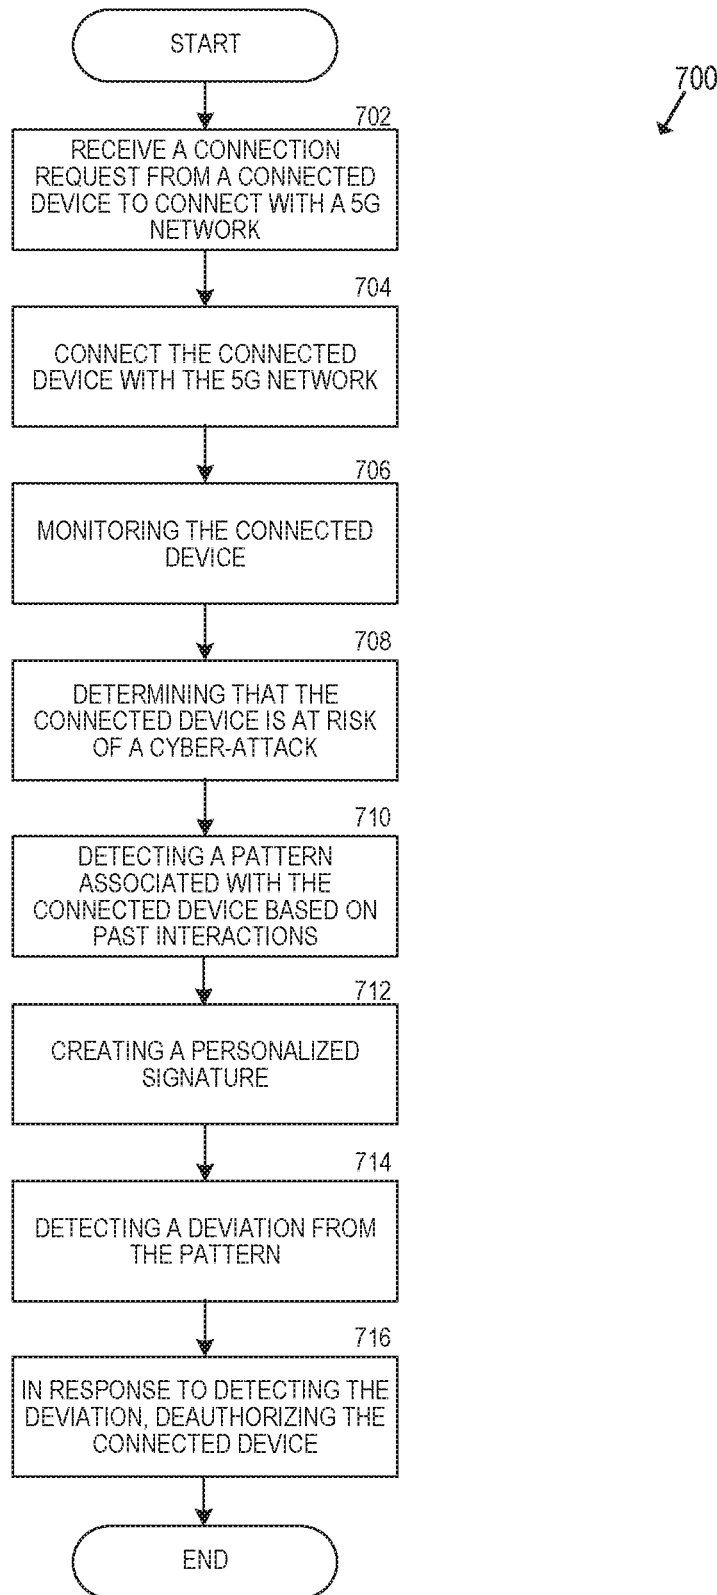 START
700
702
RECEIVE A CONNECTION
REQUEST FROM A CONNECTED
DEVICE TO CONNECT WITH A 5G
NETWORK
704
CONNECT THE CONNECTED
DEVICE WITH THE 5G NETWORK
706
MONITORING THE CONNECTED
DEVICE
708
DETERMINING THAT THE
CONNECTED DEVICE IS AT RISK
OF A CYBER-ATTACK
710
DETECTING A PATTERN
ASSOCIATED WITH THE
CONNECTED DEVICE BASED ON
PAST INTERACTIONS
712
CREATING A PERSONALIZED
SIGNATURE
714
DETECTING A DEVIATION FROM
THE PATTERN
716
IN RESPONSE TO DETECTING THE
DEVIATION, DEAUTHORIZING THE
CONNECTED DEVICE
END